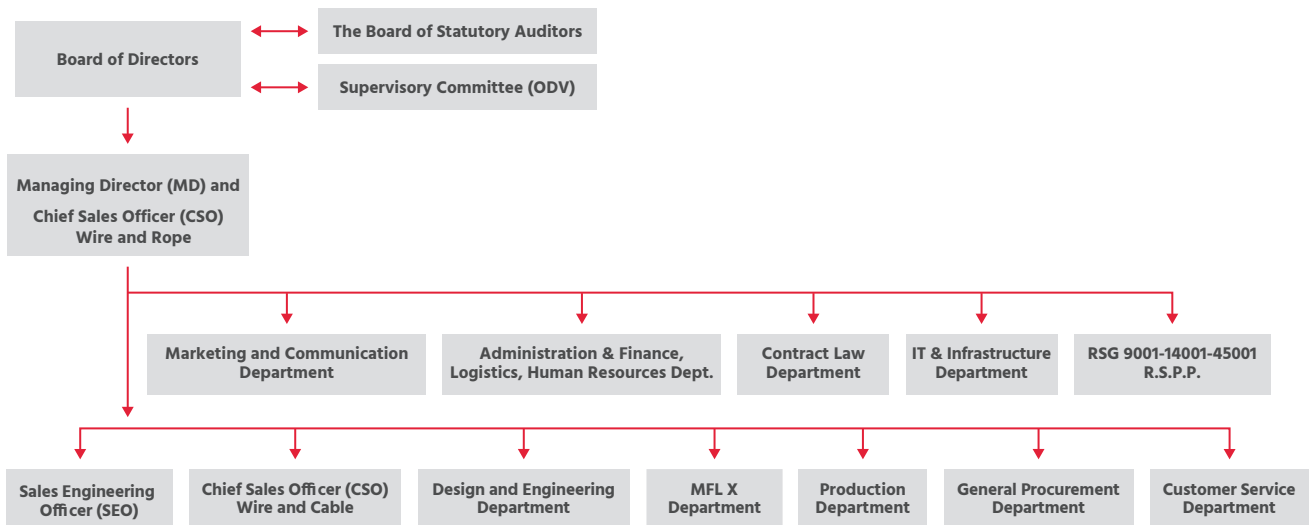 Board of Directors
The Board of Statutory Auditors
Supervisory Committee (ODV)
Managing Director (MD) and
Chief Sales Officer (CSO)
Wire and Rope
Marketing and Communication
Department
Administration & Finance,
Logistics, Human Resources Dept.
Contract Law
Department
IT & Infrastructure
Department
RSG 9001-14001-45001
R.S.P.P.
Sales Engineering
Officer (SEO)
Chief Sales Officer (CSO)
Wire and Cable
Design and Engineering
Department
MFL X
Department
Production
Department
General Procurement
Department
Customer Service
Department